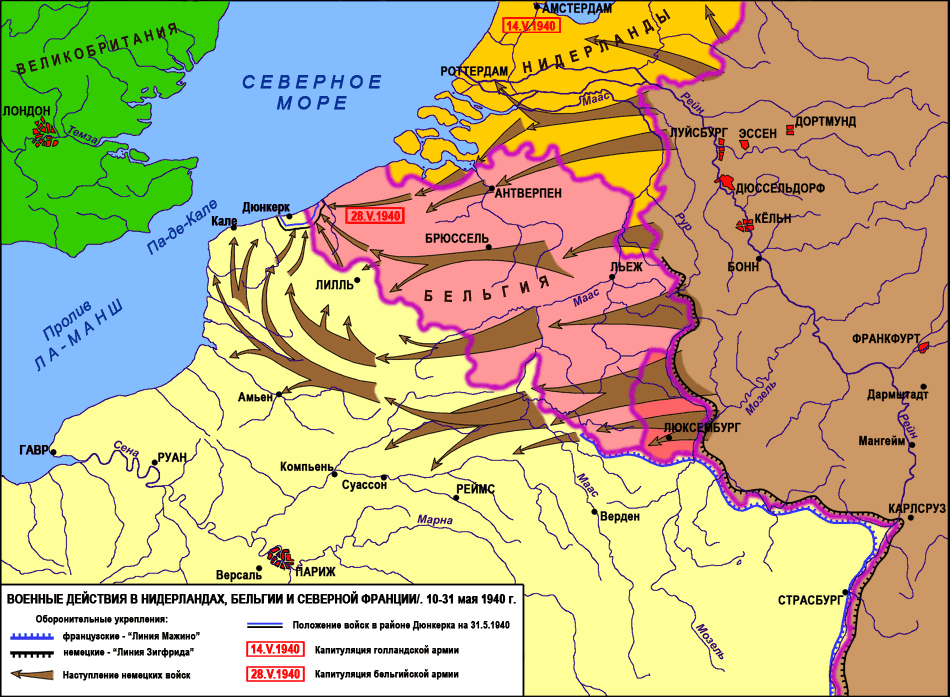 АМСТЕРДАМ
14.V.1940
ВЕЛИКОБРИТАНИЯ
НИДЕРЛАНДЫ
СЕВЕРНОЕ
МОРЕ
РОТТЕРДАМ
Маас
Рейн
ЛОНДОН
Темза
ЛУЙСБУРГ
ЭССЕН
ДОРТМУНД
ДЮССЕЛЬДОРФ
АНТВЕРПЕН
Дюнкерк
28.V.1940
Кале
Па-де-Кале
Рур
КЁЛЬН
БРЮССЕЛЬ
БОНН
ЛЬЕЖ
ЛИЛЛЬ
БЕЛЬГИЯ
Маас
Пролив
ЛА-МАНШ
ФРАНКФУРТ
Мозель
Дармштадт
Амьен
ЛЮКСЕМБУРГ
Рейн
Мангейм
ГАВР
Сена
РУАН
Компьень
Суассон
РЕЙМС
Маас
Верден
КАРЛСРУЗ
Марна
ПАРИЖ
Версаль
СТРАСБУРГ
Мозель
ВОЕННЫЕ ДЕЙСТВИЯ В НИДЕРЛАНДАХ, БЕЛЬГИИ И СЕВЕРНОЙ ФРАНЦИИ/. 10-31 мая 1940 г.
Оборонительные укрепления:
французские - "Линия Мажино"
немецкие - "Линия Зигфрида"
Наступление немецких войск
Положение войск в районе Дюнкерка на 31.5.1940
14.V.1940 Капитуляция голландской армии
28.V.1940 Капитуляция бельгийской армии